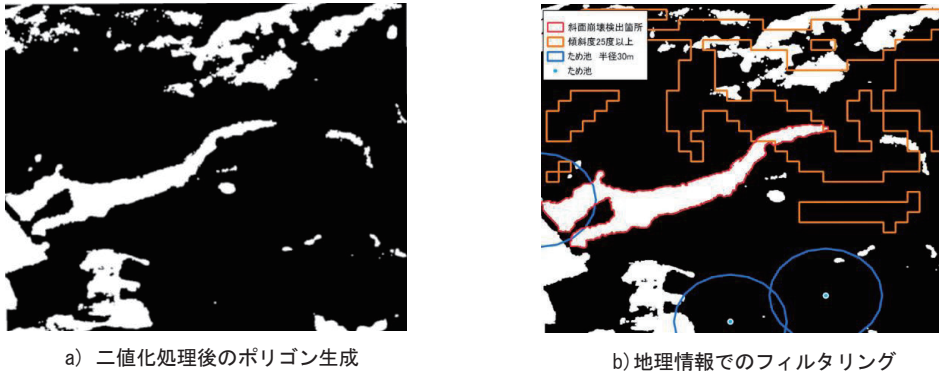 斜面崩壊検出箇所
傾斜度25度以上
ため池 半径30m
ため池
a) 二値化処理後のポリゴン生成
b)地理情報でのフィルタリング